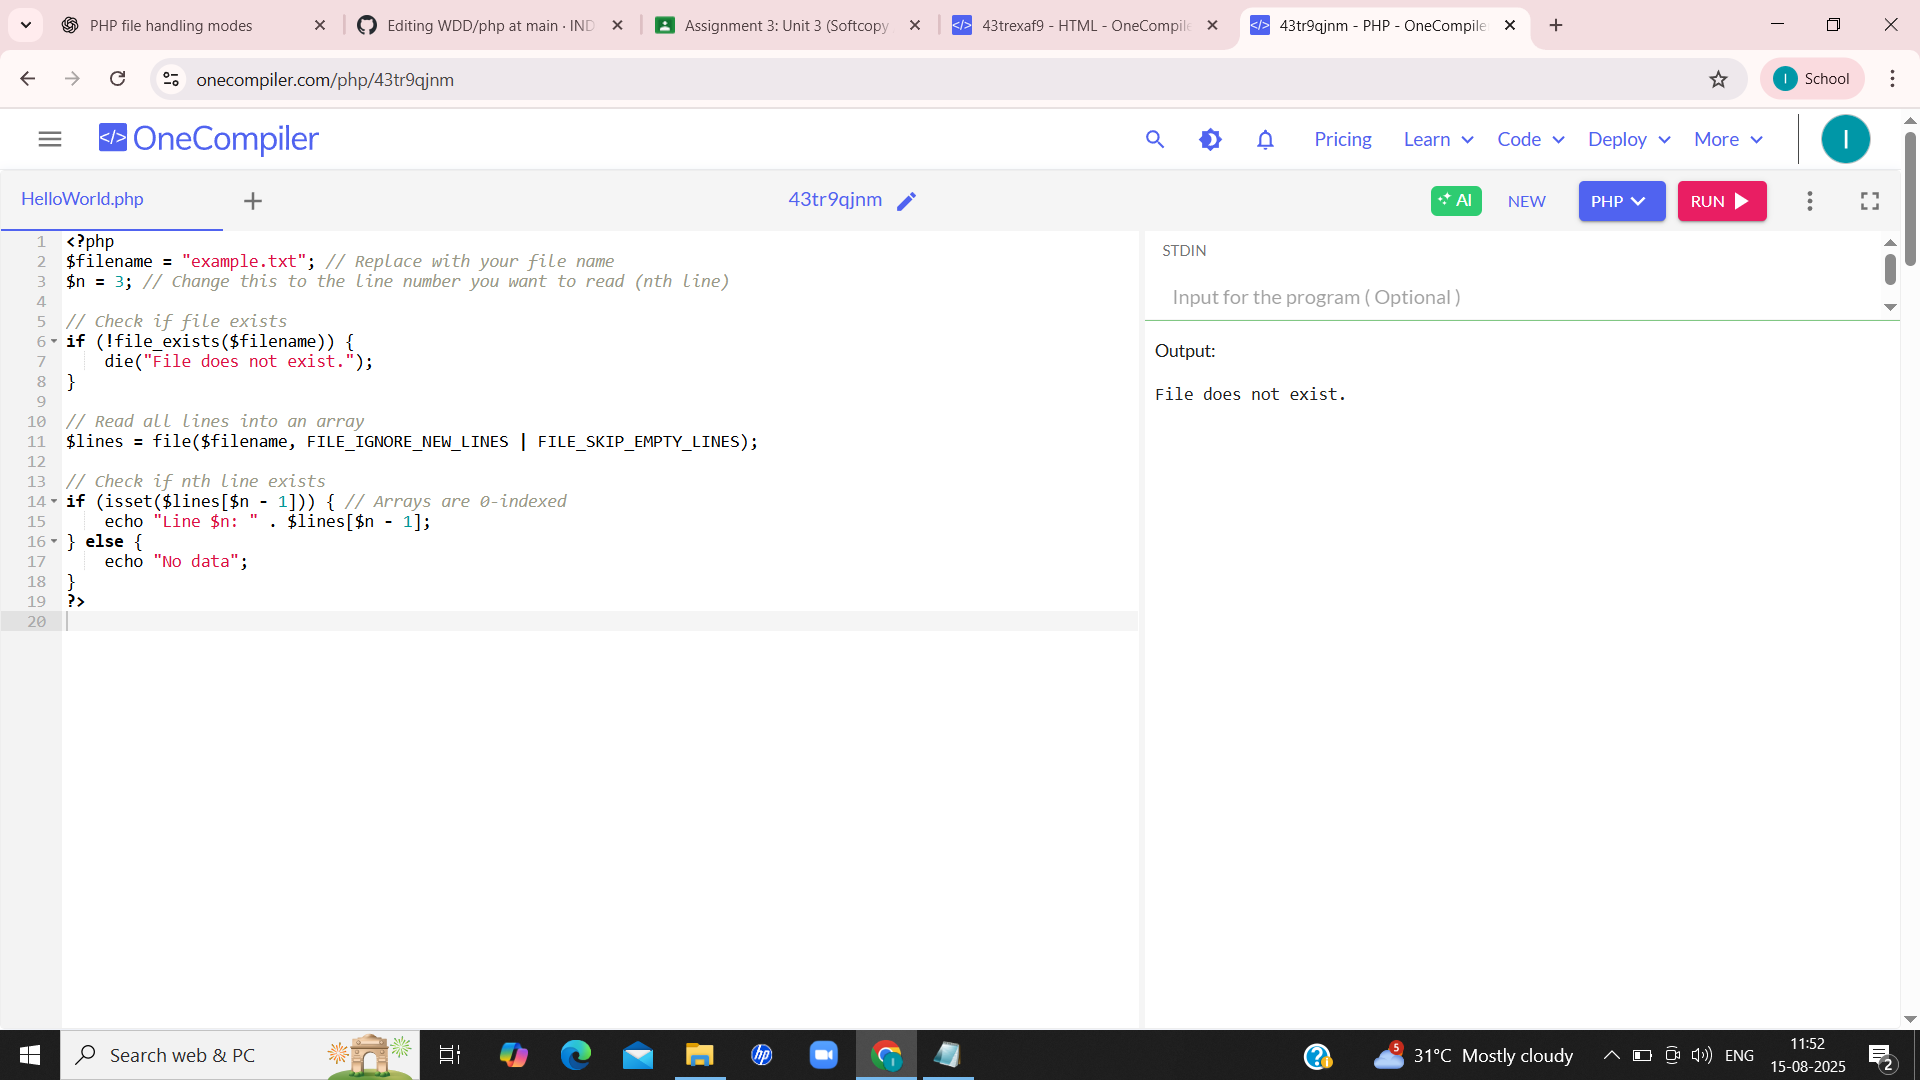 PHP file handling modes
Editing WDD/php at main · IND
Assignment 3: Unit 3 (Softcopy
43trexaf9 - HTML - OneCompile
43tr9qjnm - PHP - OneCompile
onecompiler.com/php/43tr9qjnm
I School
</> OneCompiler
Pricing
Learn
Code
Deploy
More
I
HelloWorld.php
43tr9qjnm
AI
NEW
PHP
RUN
1 <?php
2 $filename = "example.txt"; // Replace with your file name
3 $n = 3; // Change this to the line number you want to read (nth line)
4
5 // Check if file exists
6 if (!file_exists($filename)) {
7 die("File does not exist.");
8 }
9
10 // Read all lines into an array
11 $lines = file($filename, FILE_IGNORE_NEW_LINES | FILE_SKIP_EMPTY_LINES);
12
13 // Check if nth line exists
14 if (isset($lines[$n - 1])) { // Arrays are 0-indexed
15 echo "Line $n: " . $lines[$n - 1];
16 } else {
17 echo "No data";
18 }
19 ?>
20
STDIN
Input for the program ( Optional )
Output:
File does not exist.
Search web & PC
hp
5
31°C Mostly cloudy
ENG
11:52
15-08-2025
2